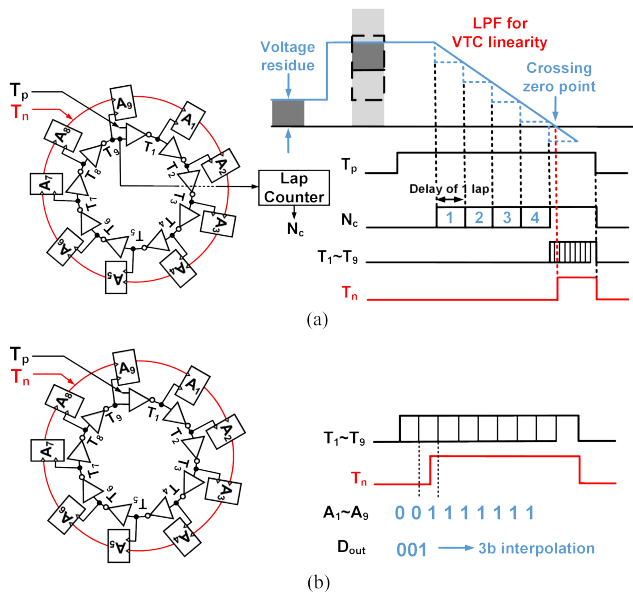 LPF for
VTC linearity
Voltage
residue
Crossing
zero point
Tp
Tn
A9
A1
A2
A3
A4
A5
A6
A7
A8
T1
T2
T3
T4
T5
T6
T7
T8
T9
Lap
Counter
Nc
Tp
Delay of 1 lap
Nc 1 2 3 4
T1~T9
Tn
(a)
Tp
Tn
A9
A1
A2
A3
A4
A5
A6
A7
A8
T1
T2
T3
T4
T5
T6
T7
T8
T9
T1~T9
Tn
A1~A9 0 0 1 1 1 1 1 1 1
Dout 001 3b interpolation
(b)